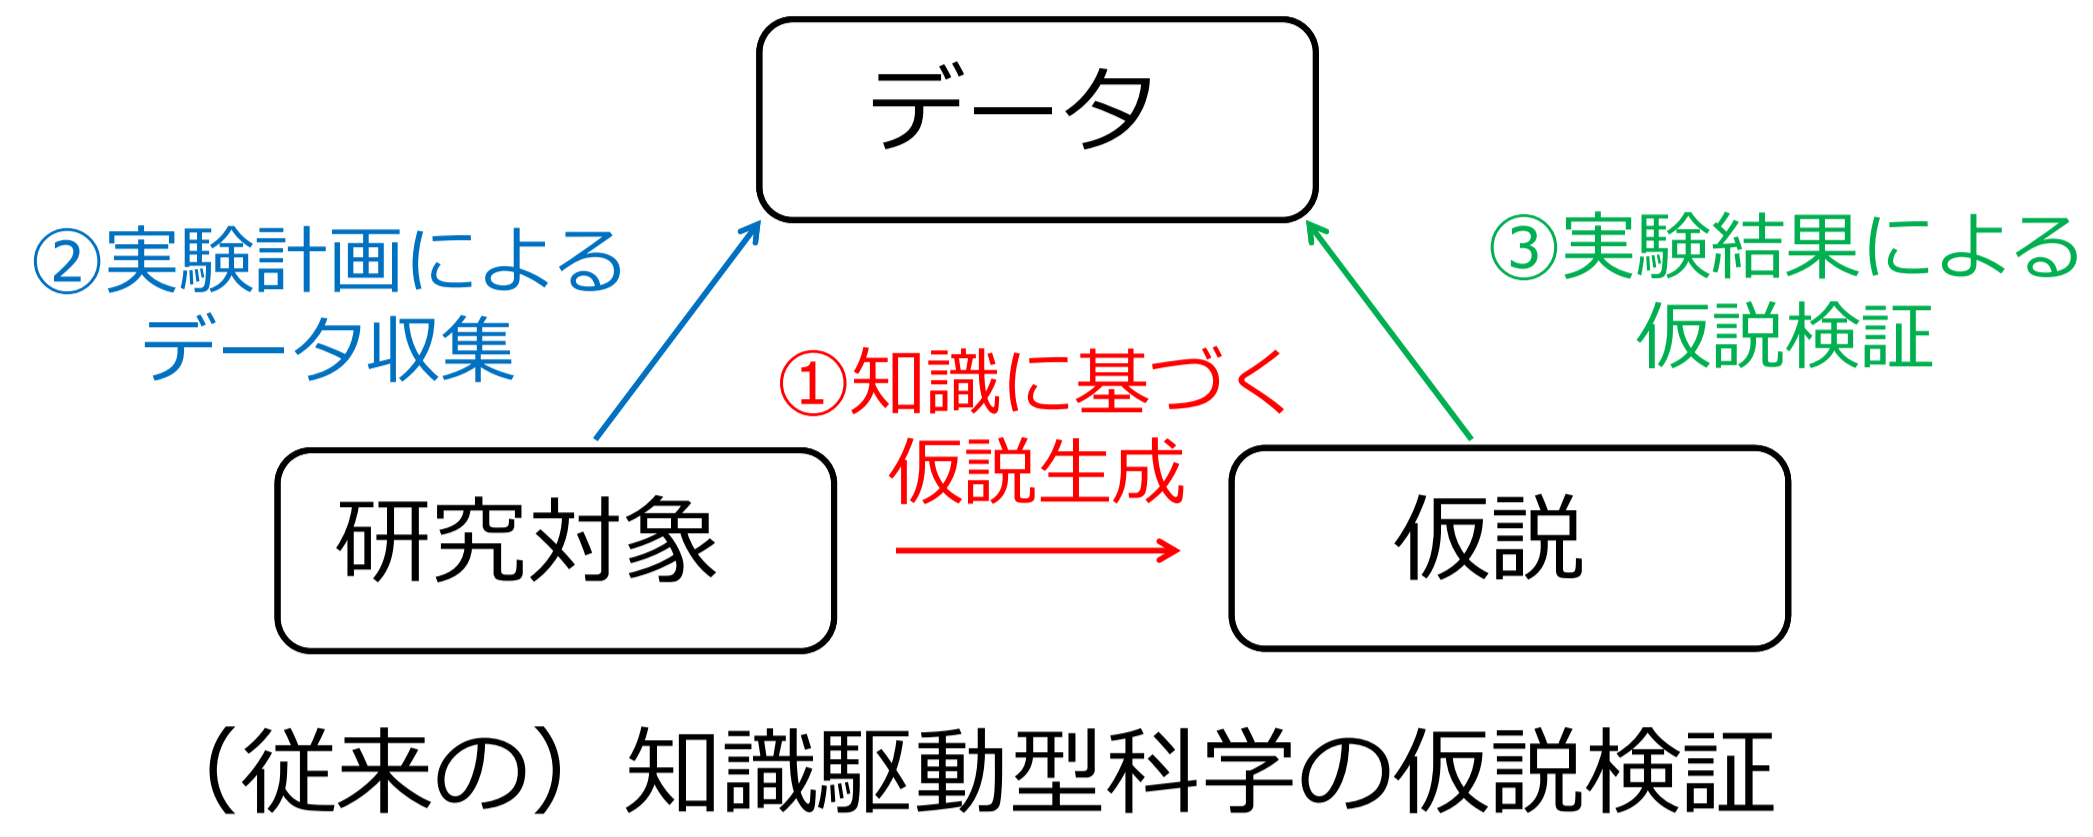 データ
②実験計画による
データ収集
③実験結果による
仮説検証
①知識に基づく
仮説生成
研究対象
仮説
（従来の）知識駆動型科学の仮説検証